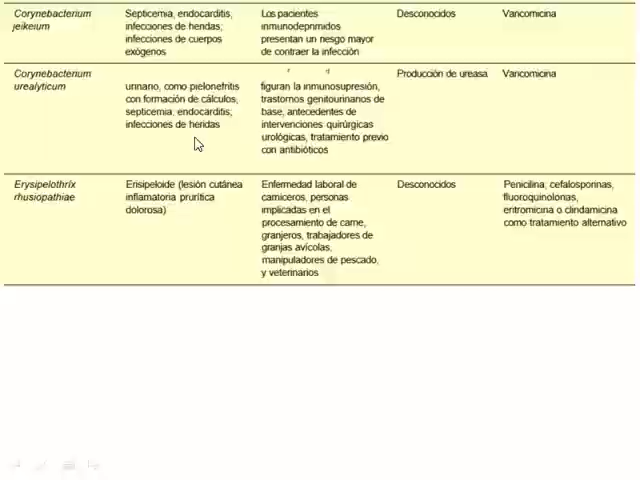 Corynebacterium
jeikeium
Septicemia, endocarditis,
infecciones de heridas,
infecciones de cuerpos
exógenos
Los pacientes
inmunodeprimidos
presentan un riesgo mayor
de contraer la infección
Desconocidos
Vancomicina
Corynebacterium
urealyticum
urinario, como pielonefritis
con formación de cálculos,
septicemia, endocarditis,
infecciones de heridas
figuran la inmunosupresión,
trastornos genitourinarios de
base, antecedentes de
intervenciones quirúrgicas
urológicas, tratamiento previo
con antibióticos
Producción de ureasa
Vancomicina
Erysipelothrix
rhusiopathiae
Erisipeloide (lesión cutánea
inflamatoria prurítica
dolorosa)
Enfermedad laboral de
carniceros, personas
implicadas en el
procesamiento de carne,
granjeros, trabajadores de
granjas avícolas,
manipuladores de pescado,
y veterinarios
Desconocidos
Penicilina, cefalosporinas,
fluoroquinolonas,
eritromicina o clindamicina
como tratamiento alternativo